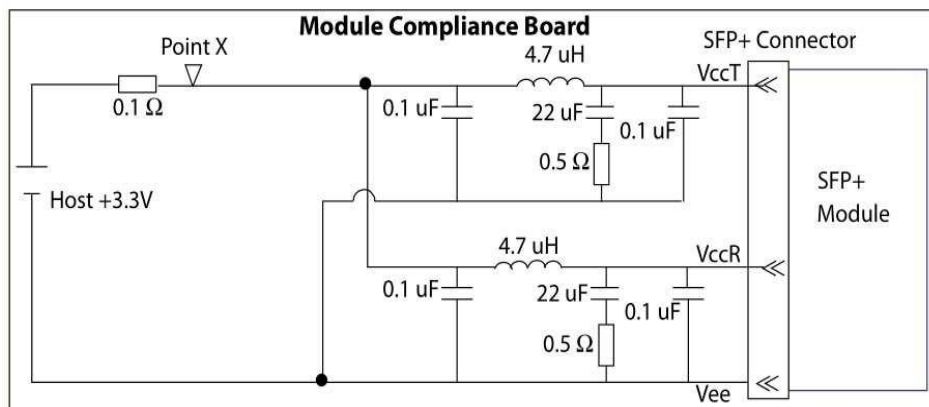 Module Compliance Board
Point X
4.7 uH
SFP+ Connector
VccT
0.1 Ω
0.1 uF
22 uF
0.1 uF
0.5 Ω
Host +3.3V
SFP+
Module
4.7 uH
VccR
0.1 uF
22 uF
0.1 uF
0.5 Ω
Vee